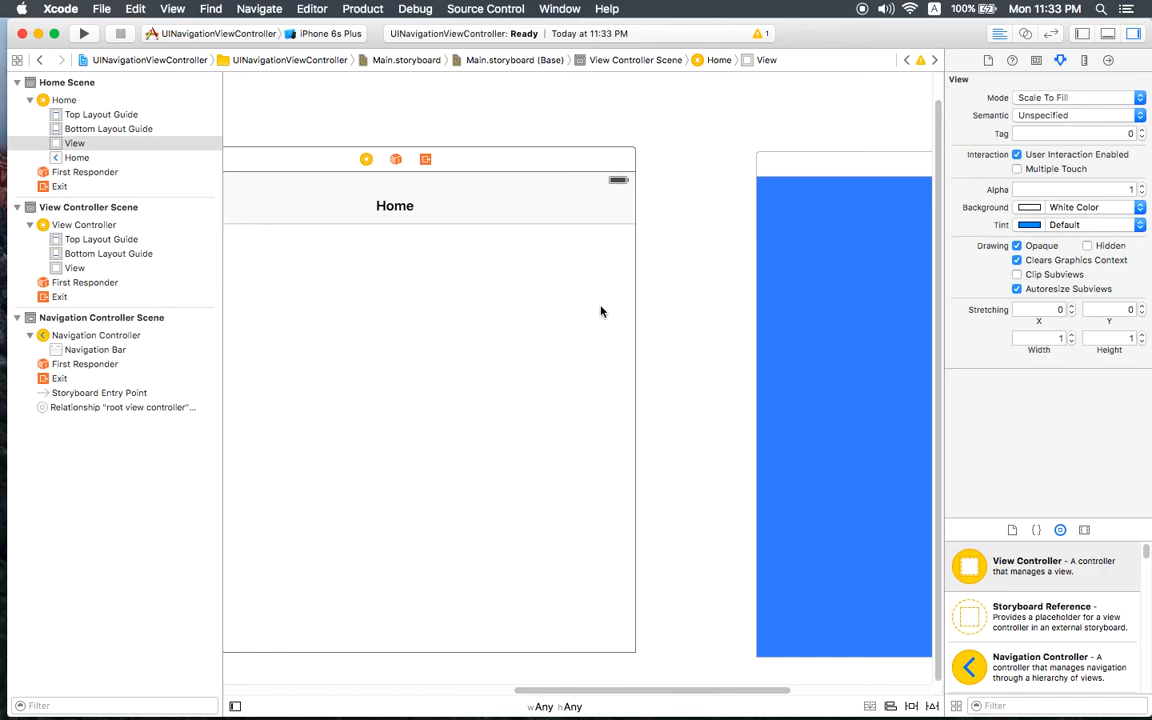 Xcode File Edit View Find Navigate Editor Product Debug Source Control Window Help A 100% Mon 11:33 PM
UINavigationViewController iPhone 6s Plus UINavigationViewController: Ready Today at 11:33 PM 1
UINavigationViewController UINavigationViewController Main.storyboard Main.storyboard (Base) View Controller Scene Home View
Home Scene
Home
Top Layout Guide
Bottom Layout Guide
View
Home
First Responder
Exit
View Controller Scene
View Controller
Top Layout Guide
Bottom Layout Guide
View
First Responder
Exit
Navigation Controller Scene
Navigation Controller
Navigation Bar
First Responder
Exit
Storyboard Entry Point
Relationship "root view controller"...
Filter
Home
wAny hAny
View
Mode Scale To Fill
Semantic Unspecified
Tag 0
Interaction User Interaction Enabled
Multiple Touch
Alpha 1
Background White Color
Tint Default
Drawing Opaque Hidden
Clears Graphics Context
Clip Subviews
Autoresize Subviews
Stretching 0 0
X Y
1 1
Width Height
{ }
View Controller - A controller
that manages a view.
Storyboard Reference -
Provides a placeholder for a view
controller in an external storyboard.
Navigation Controller - A
controller that manages navigation
through a hierarchy of views.
Filter